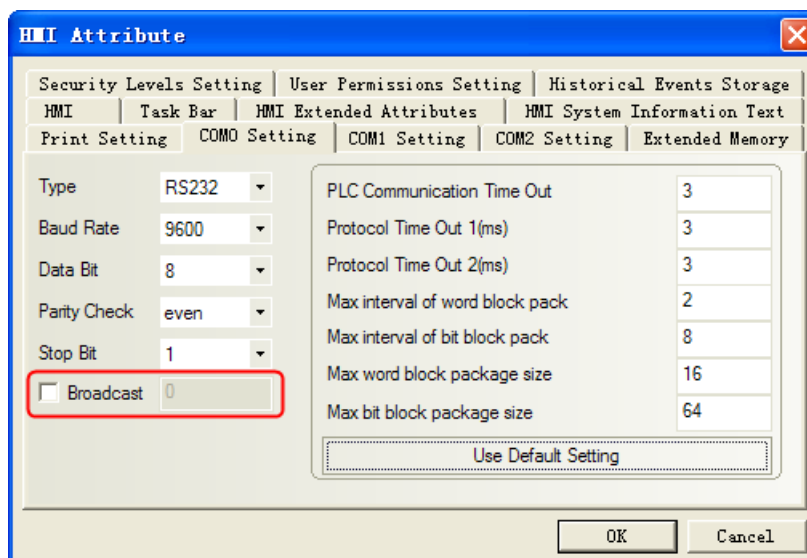 HMI Attribute
Security Levels Setting User Permissions Setting Historical Events Storage
HMI Task Bar HMI Extended Attributes HMI System Information Text
Print Setting COM0 Setting COM1 Setting COM2 Setting Extended Memory
Type RS232
Baud Rate 9600
Data Bit 8
Parity Check even
Stop Bit 1
Broadcast 0
PLC Communication Time Out 3
Protocol Time Out 1(ms) 3
Protocol Time Out 2(ms) 3
Max interval of word block pack 2
Max interval of bit block pack 8
Max word block package size 16
Max bit block package size 64
Use Default Setting
OK Cancel